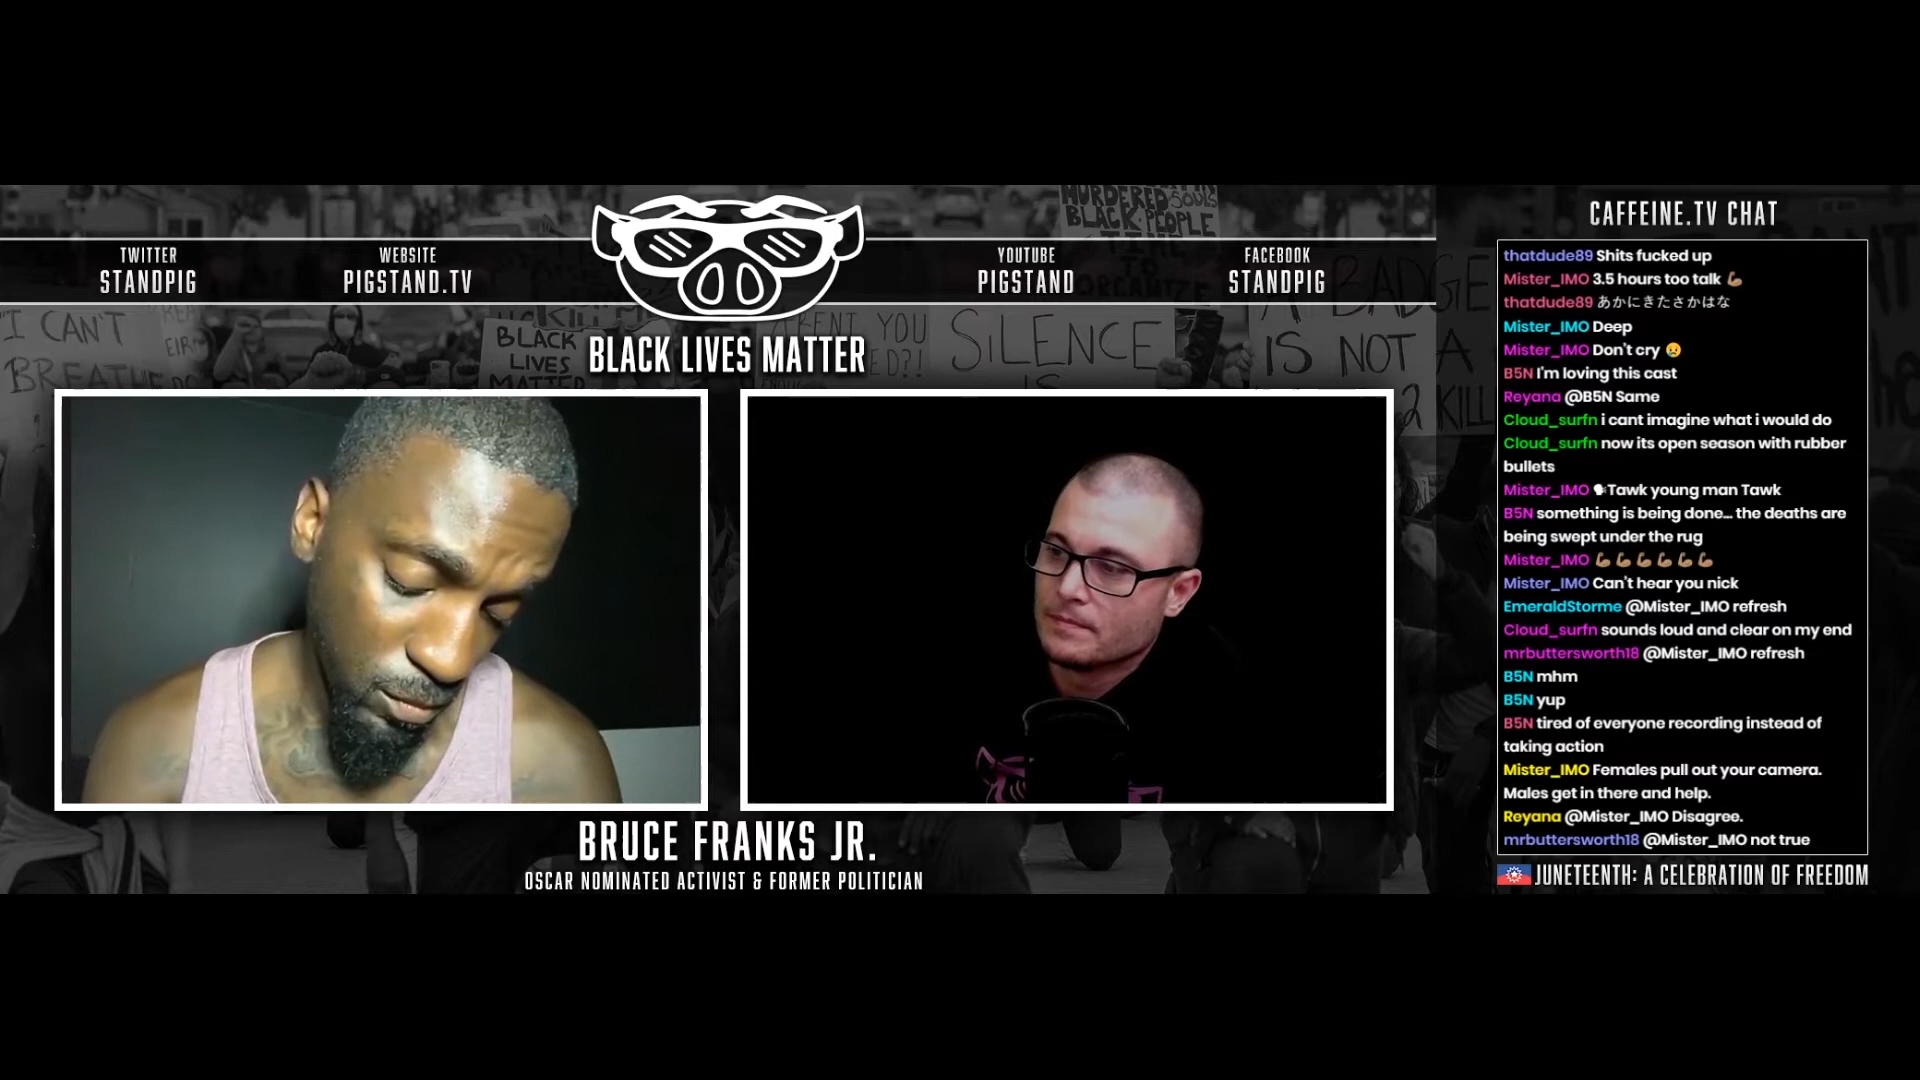 TWITTER
STANDPIG
WEBSITE
PIGSTAND.TV
YOUTUBE
PIGSTAND
FACEBOOK
STANDPIG
BLACK LIVES MATTER
MURDERED SOULS
BLACK PEOPLE
I CAN'T
BREATHE
BLACK
LIVES
MATTER
YOU
SILENCE
IS
A BADGE
IS NOT A
2 KILL
BRUCE FRANKS JR.
OSCAR NOMINATED ACTIVIST & FORMER POLITICIAN
CAFFEINE.TV CHAT
thatdude89 Shits fucked up
Mister_IMO 3.5 hours too talk 💪🏽
thatdude89 あかにきたさかはな
Mister_IMO Deep
Mister_IMO Don't cry 😢
B5N I'm loving this cast
Reyana @B5N Same
Cloud_surfn i cant imagine what i would do
Cloud_surfn now its open season with rubber
bullets
Mister_IMO 🗣Tawk young man Tawk
B5N something is being done... the deaths are
being swept under the rug
Mister_IMO 💪🏽💪🏽💪🏽💪🏽💪🏽💪🏽
Mister_IMO Can't hear you nick
EmeraldStorme @Mister_IMO refresh
Cloud_surfn sounds loud and clear on my end
mrbuttersworth18 @Mister_IMO refresh
B5N mhm
B5N yup
B5N tired of everyone recording instead of
taking action
Mister_IMO Females pull out your camera.
Males get in there and help.
Reyana @Mister_IMO Disagree.
mrbuttersworth18 @Mister_IMO not true
JUNETEENTH: A CELEBRATION OF FREEDOM